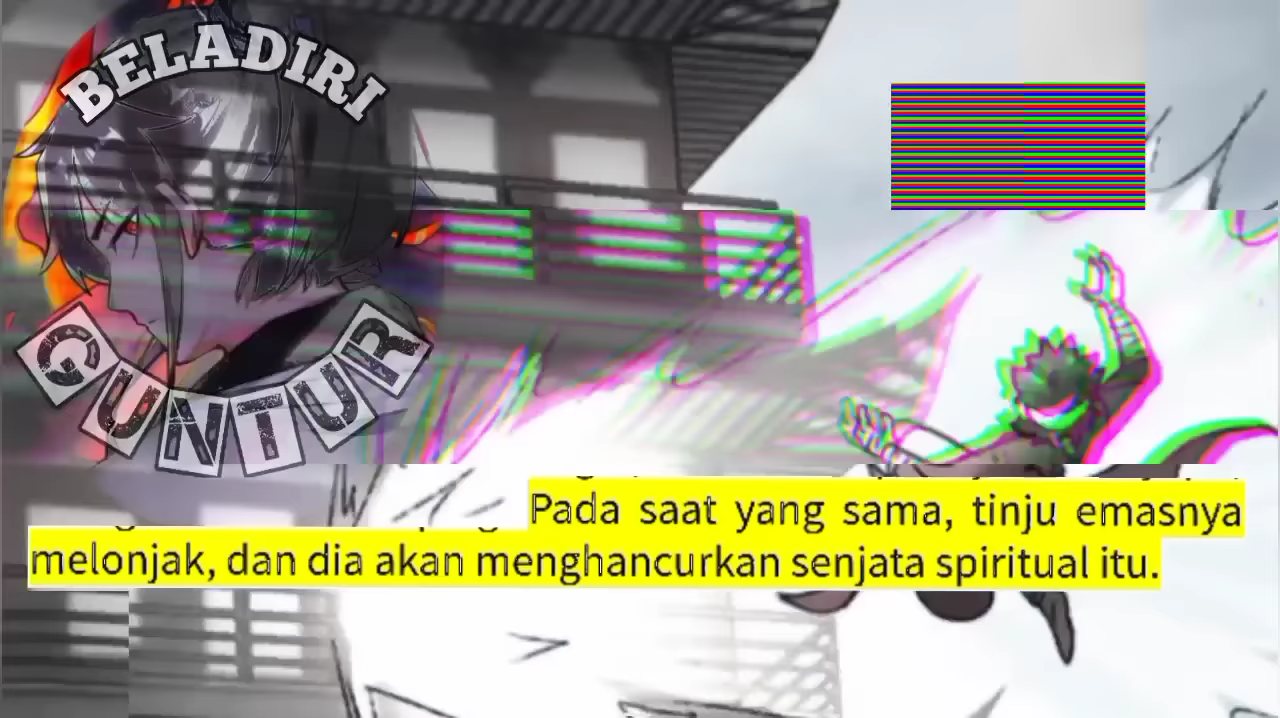 BELADIRI
GUNTUR
Pada saat yang sama, tinju emasnya
melonjak, dan dia akan menghancurkan senjata spiritual itu.